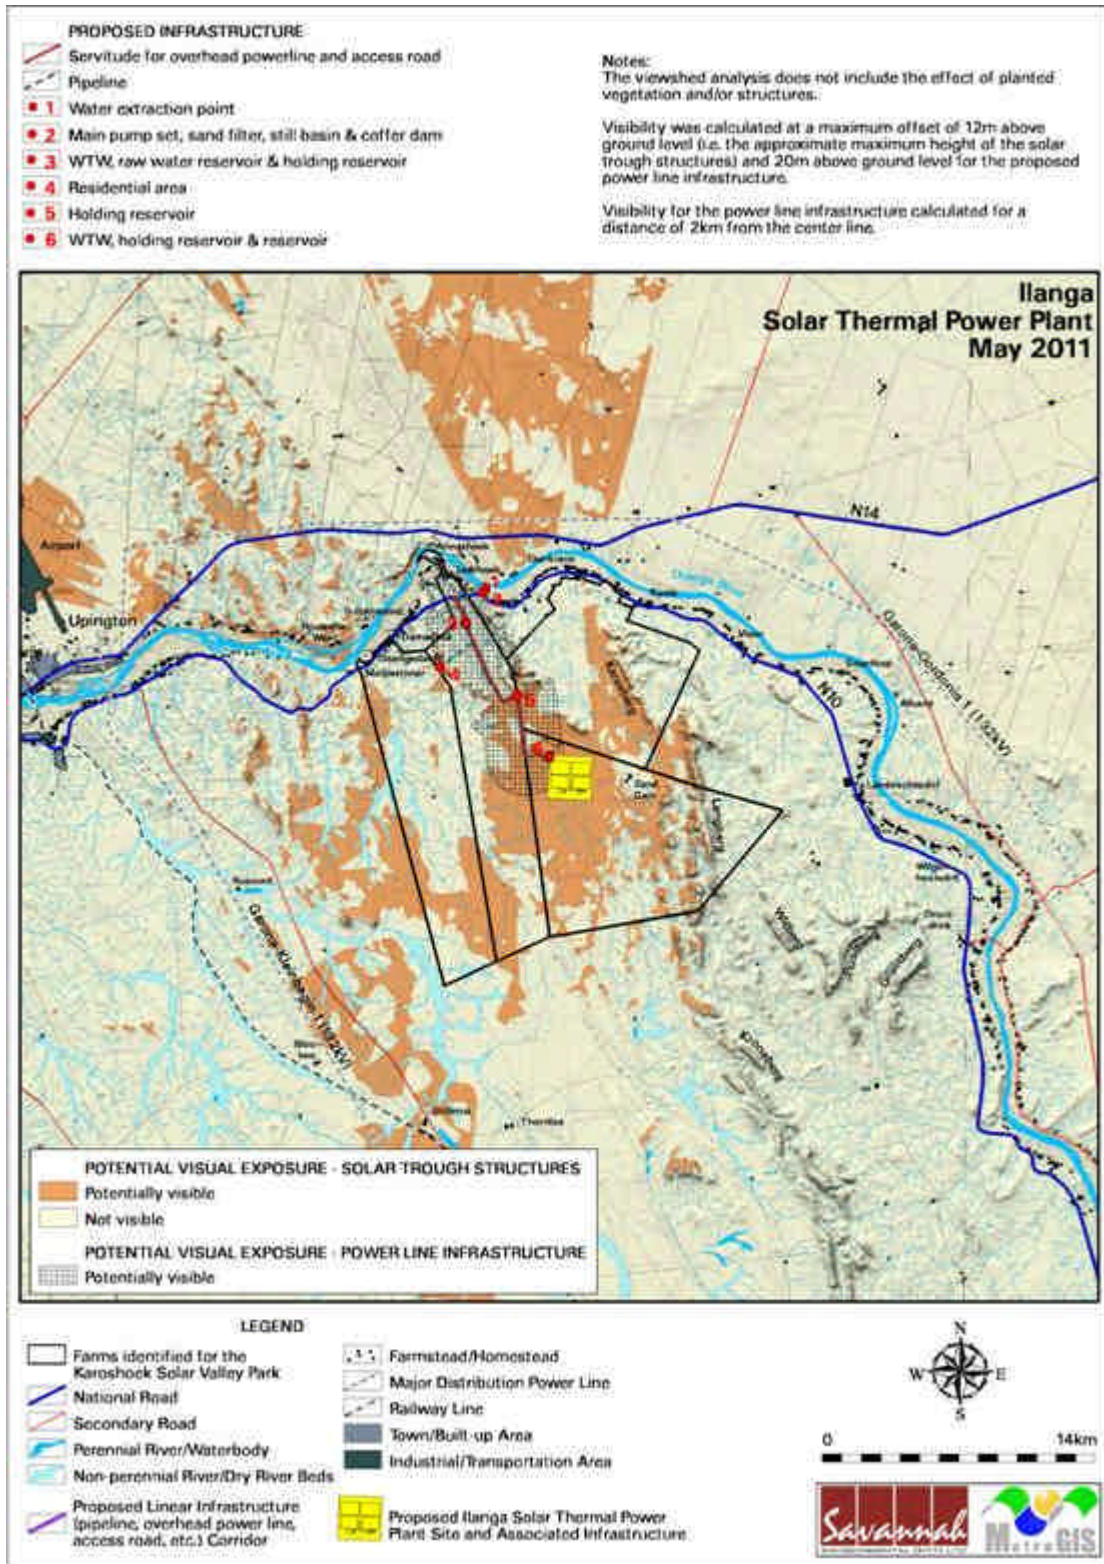 PROPOSED INFRASTRUCTURE
Servitude for overhead powerline and access road
Pipeline
1 Water extraction point
2 Main pump set, sand filter, still basin & coffer dam
3 WTW, raw water reservoir & holding reservoir
4 Residential area
5 Holding reservoir
6 WTW, holding reservoir & reservoir
Notes:
The viewshed analysis does not include the effect of planted
vegetation and/or structures.
Visibility was calculated at a maximum offset of 12m above
ground level (i.e. the approximate maximum height of the solar
trough structures) and 20m above ground level for the proposed
power line infrastructure.
Visibility for the power line infrastructure calculated for a
distance of 2km from the center line.
Ilanga
Solar Thermal Power Plant
May 2011
N14
Airport
Upington
Orange River
N10
Garona-Gordonia 1 (132kV)
5
POTENTIAL VISUAL EXPOSURE - SOLAR TROUGH STRUCTURES
Potentially visible
Not visible
POTENTIAL VISUAL EXPOSURE - POWER LINE INFRASTRUCTURE
Potentially visible
LEGEND
Farms identified for the
Karoshoek Solar Valley Park
National Road
Secondary Road
Perennial River/Waterbody
Non-perennial River/Dry River Beds
Proposed Linear Infrastructure
(pipeline, overhead power line,
access road, etc.) Corridor
Farmstead/Homestead
Major Distribution Power Line
Railway Line
Town/Built-up Area
Industrial/Transportation Area
Proposed Ilanga Solar Thermal Power
Plant Site and Associated Infrastructure
N
W E
S
0 14km
Savannah
MetroGIS